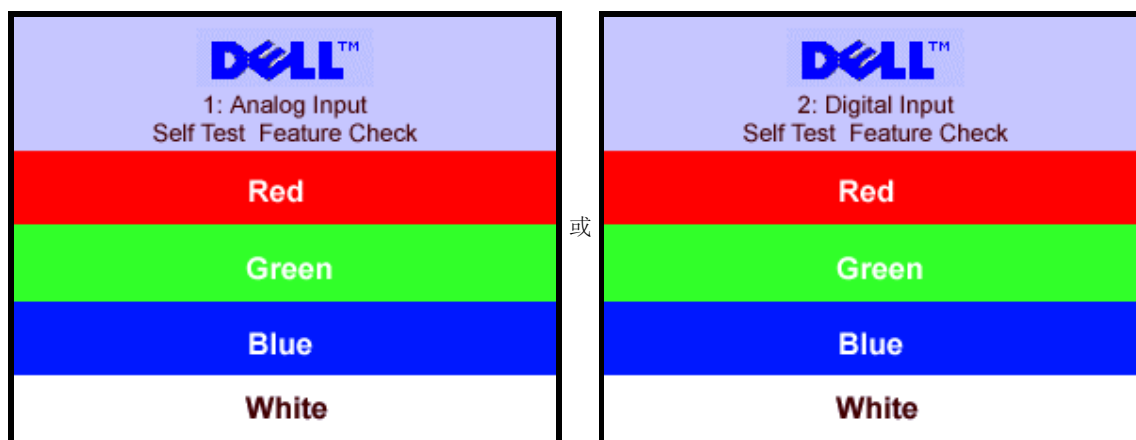 DELL™
1: Analog Input
Self Test Feature Check
Red
Green
Blue
White
或
DELL™
2: Digital Input
Self Test Feature Check
Red
Green
Blue
White